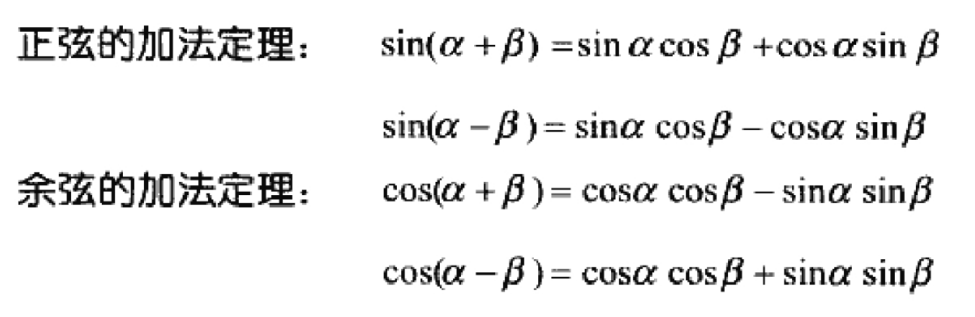 正弦的加法定理： sin(α + β) =sin α cos β +cos α sin β
sin(α − β)= sinα cosβ − cosα sinβ
余弦的加法定理： cos(α + β)= cosα cosβ − sinα sinβ
cos(α − β)= cosα cosβ + sinα sinβ